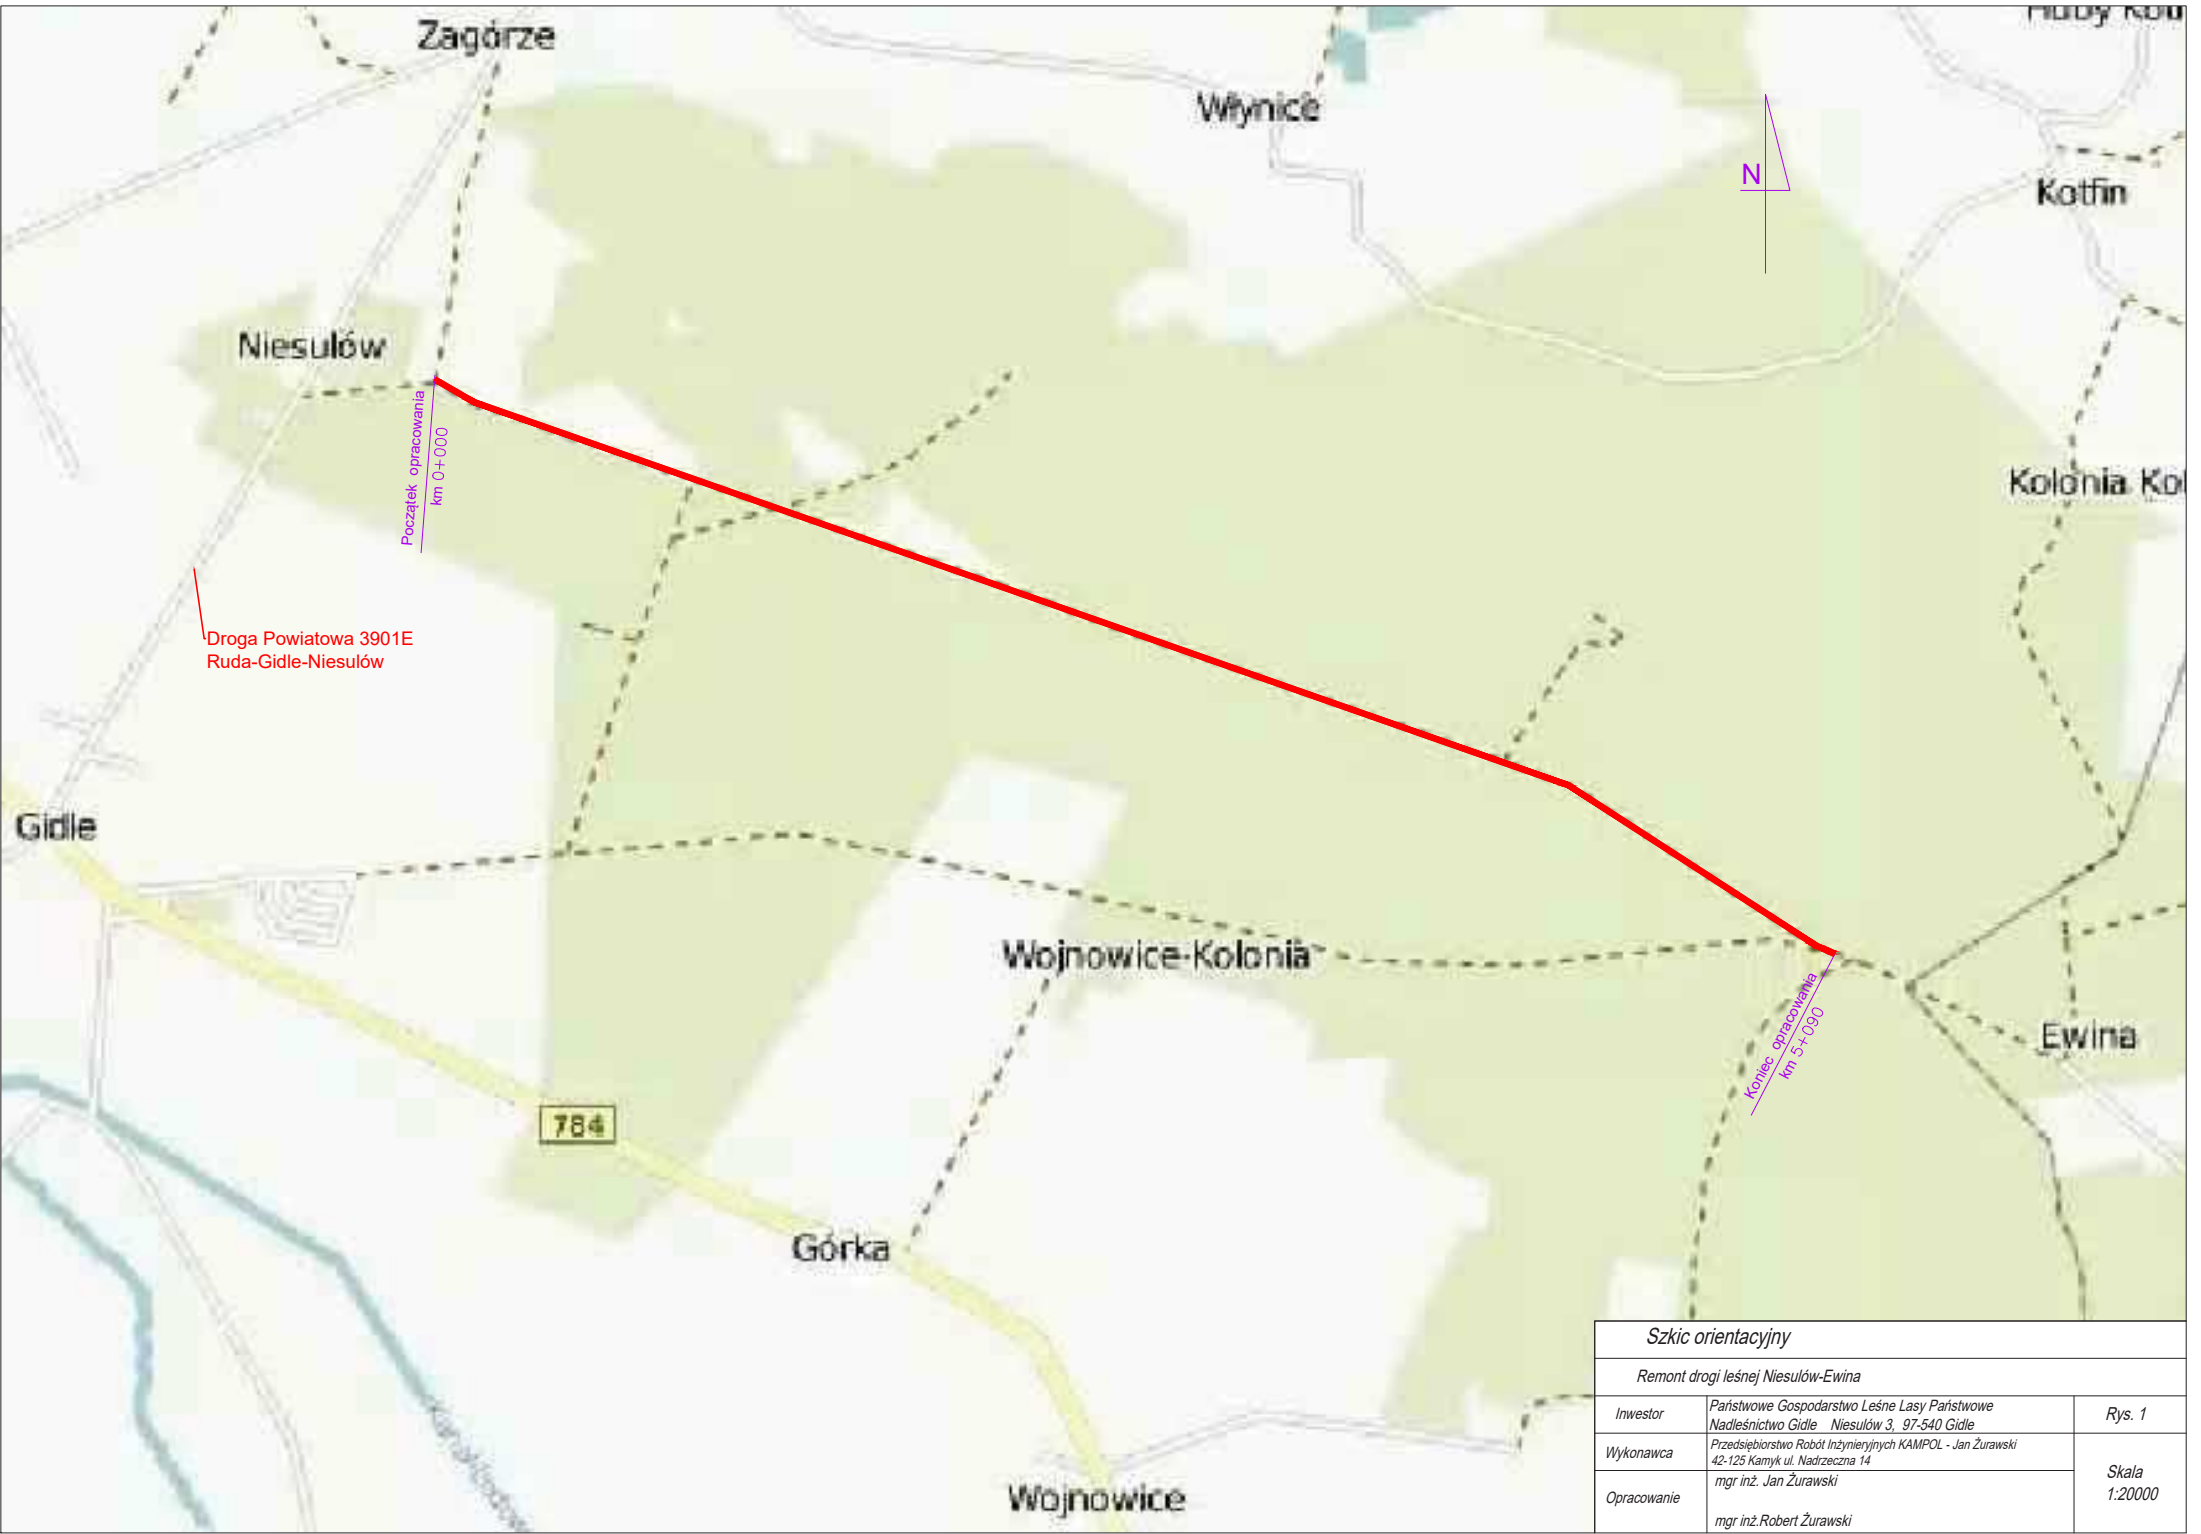 Zagórze
Włynice
Kotfin
Niesulów
Początek opracowania
km 0+000
Kolonia
Droga Powiatowa 3901E
Ruda-Gidle-Niesulów
N
Gidle
Wojnowice-Kolonia
Koniec opracowania
km 5+090
Ewina
784
Górka
Wojnowice
Szkic orientacyjny
Remont drogi leśnej Niesulów-Ewina
Inwestor
Państwowe Gospodarstwo Leśne Lasy Państwowe
Nadleśnictwo Gidle Niesulów 3, 97-540 Gidle
Rys. 1
Wykonawca
Przedsiębiorstwo Robót Inżynieryjnych KAMPOL - Jan Żurawski
42-125 Kamyk ul. Nadrzeczna 14
Skala
1:20000
Opracowanie
mgr inż. Jan Żurawski
mgr inż.Robert Żurawski